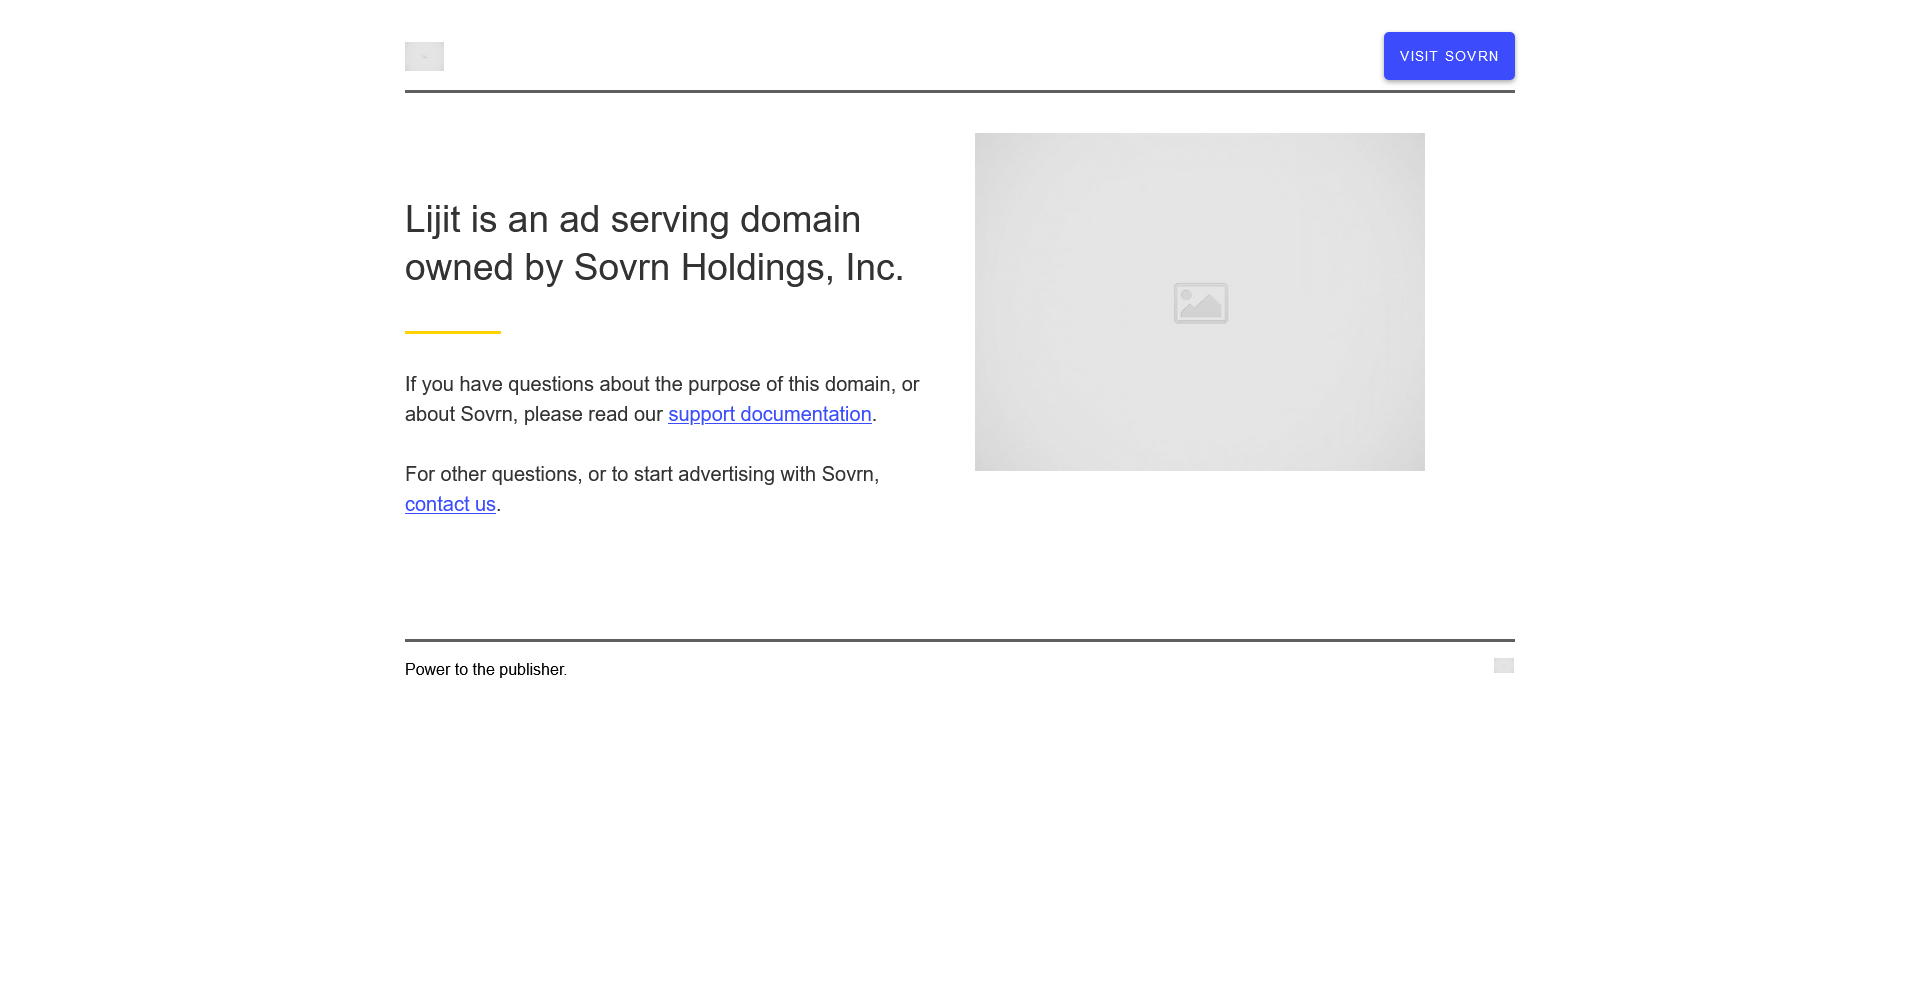 VISIT SOVRN
Lijit is an ad serving domain
owned by Sovrn Holdings, Inc.
If you have questions about the purpose of this domain, or
about Sovrn, please read our support documentation.
For other questions, or to start advertising with Sovrn,
contact us.
Power to the publisher.